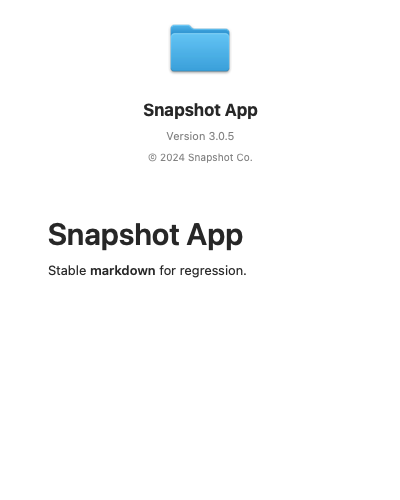 Snapshot App
Version 3.0.5
© 2024 Snapshot Co.
Snapshot App
Stable markdown for regression.